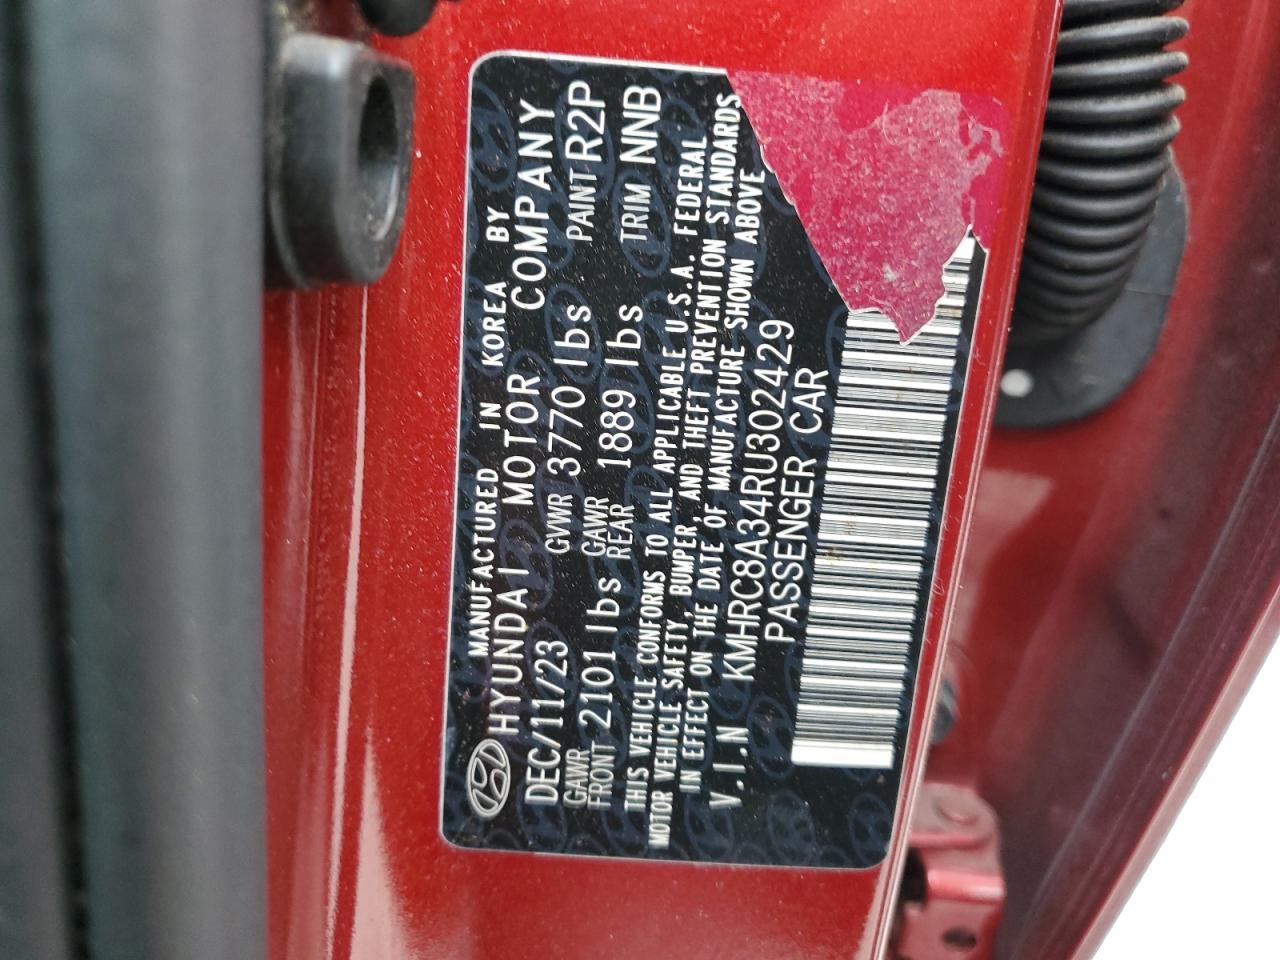 MANUFACTURED IN KOREA BY
HYUNDAI MOTOR COMPANY
DEC/11/23 GVWR 3770 lbs PAINT R2P
GAWR FRONT 2101 lbs GAWR REAR 1889 lbs TRIM NNB
THIS VEHICLE CONFORMS TO ALL APPLICABLE U.S.A. FEDERAL
MOTOR VEHICLE SAFETY, BUMPER, AND THEFT PREVENTION STANDARDS
IN EFFECT ON THE DATE OF MANUFACTURE SHOWN ABOVE
V.I.N KMHRC8A34RU302429
PASSENGER CAR